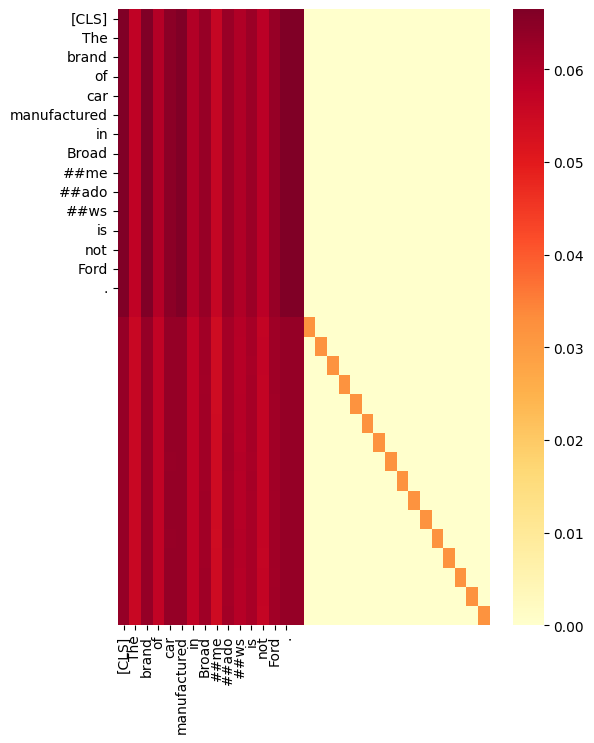 [CLS]
The
brand
of
car
manufactured
in
Broad
##me
##ado
##ws
is
not
Ford
.
[CLS]
The
brand
of
car
manufactured
in
Broad
##me
##ado
##ws
is
not
Ford
.
0.06
0.05
0.04
0.03
0.02
0.01
0.00